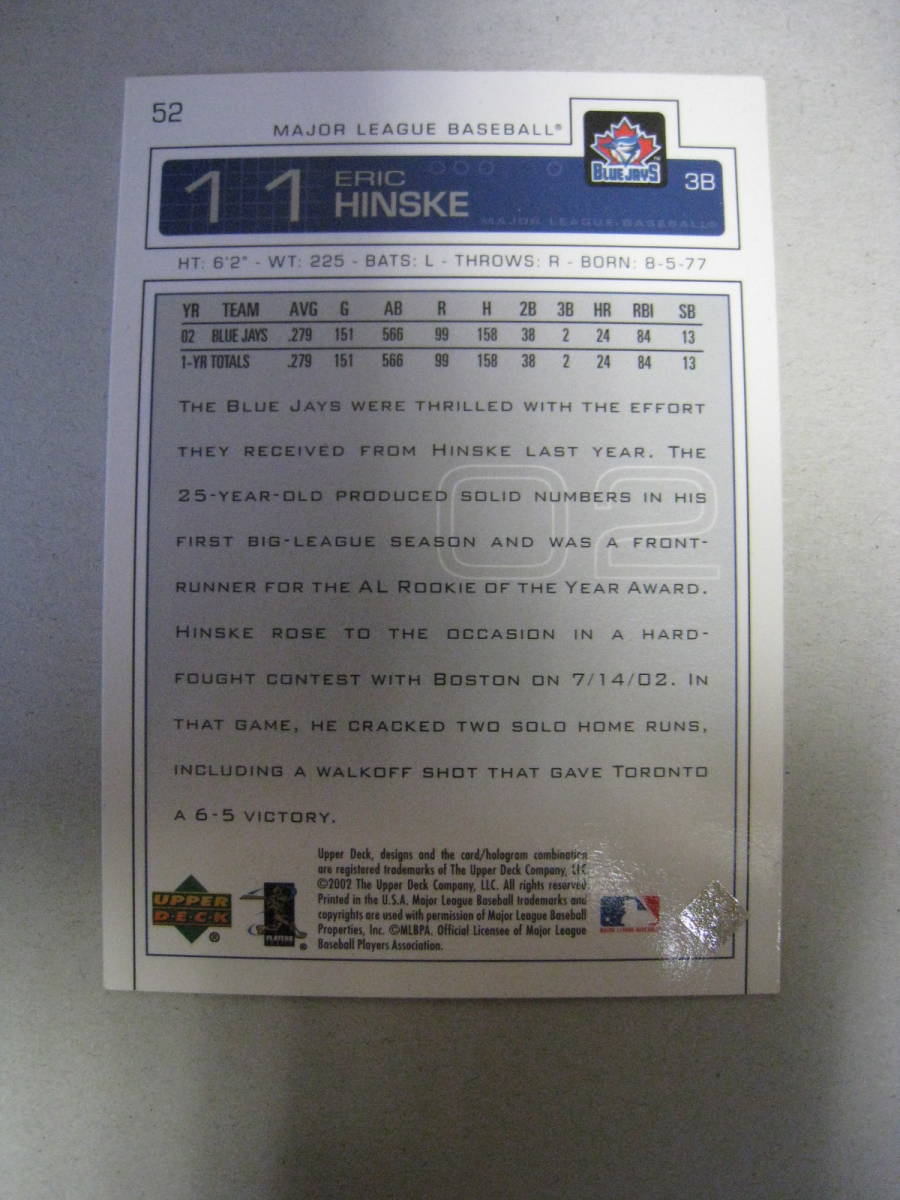 52
MAJOR LEAGUE BASEBALL®
BLUE JAYS
11 ERIC HINSKE 3B
MAJOR LEAGUE BASEBALL®
HT: 6'2" - WT: 225 - BATS: L - THROWS: R - BORN: 8-5-77
YR TEAM AVG G AB R H 2B 3B HR RBI SB
02 BLUE JAYS .279 151 566 99 158 38 2 24 84 13
1-YR TOTALS .279 151 566 99 158 38 2 24 84 13
02
THE BLUE JAYS WERE THRILLED WITH THE EFFORT
THEY RECEIVED FROM HINSKE LAST YEAR. THE
25-YEAR-OLD PRODUCED SOLID NUMBERS IN HIS
FIRST BIG-LEAGUE SEASON AND WAS A FRONT-
RUNNER FOR THE AL ROOKIE OF THE YEAR AWARD.
HINSKE ROSE TO THE OCCASION IN A HARD-
FOUGHT CONTEST WITH BOSTON ON 7/14/02. IN
THAT GAME, HE CRACKED TWO SOLO HOME RUNS,
INCLUDING A WALKOFF SHOT THAT GAVE TORONTO
A 6-5 VICTORY.
Upper Deck, designs and the card/hologram combination
are registered trademarks of The Upper Deck Company, LLC
©2002 The Upper Deck Company, LLC. All rights reserved.
Printed in the U.S.A. Major League Baseball trademarks and
copyrights are used with permission of Major League Baseball
Properties, Inc. ©MLBPA. Official Licensee of Major League
Baseball Players Association.
UPPER DECK ®
PLAYERS ®
MAJOR LEAGUE BASEBALL